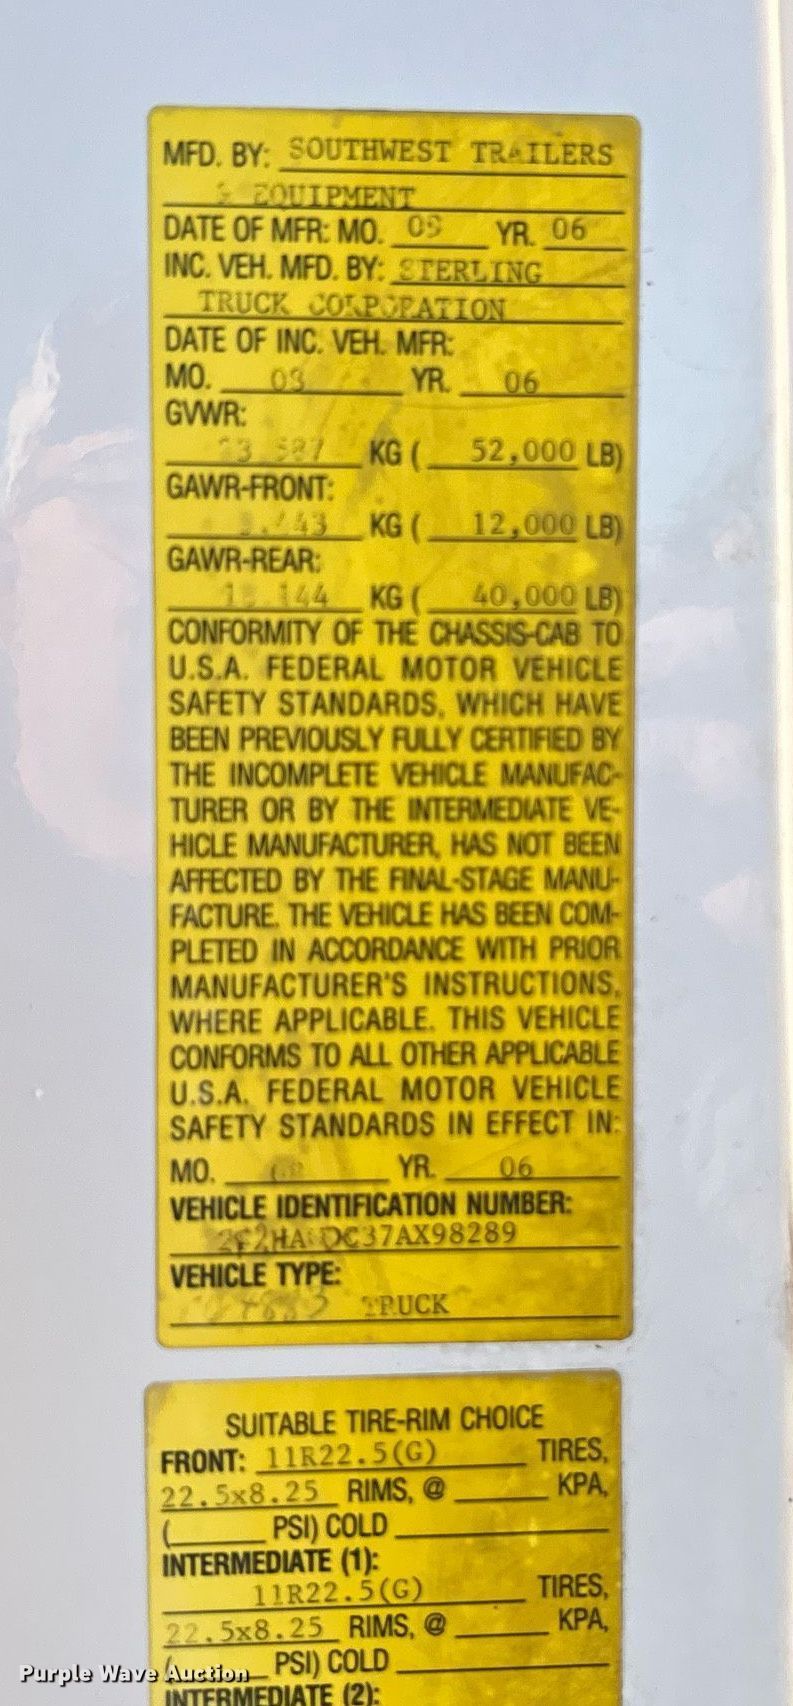 MFD. BY: SOUTHWEST TRAILERS
& EQUIPMENT
DATE OF MFR: MO. YR. 06
INC. VEH. MFD. BY: STERLING
TRUCK CORPORATION
DATE OF INC. VEH. MFR:
MO. 03 YR. 06
GVWR:
23,587 KG ( 52,000 LB)
GAWR-FRONT:
5,443 KG ( 12,000 LB)
GAWR-REAR:
18,144 KG ( 40,000 LB)
CONFORMITY OF THE CHASSIS-CAB TO
U.S.A. FEDERAL MOTOR VEHICLE
SAFETY STANDARDS, WHICH HAVE
BEEN PREVIOUSLY FULLY CERTIFIED BY
THE INCOMPLETE VEHICLE MANUFAC-
TURER OR BY THE INTERMEDIATE VE-
HICLE MANUFACTURER, HAS NOT BEEN
AFFECTED BY THE FINAL-STAGE MANU-
FACTURE. THE VEHICLE HAS BEEN COM-
PLETED IN ACCORDANCE WITH PRIOR
MANUFACTURER'S INSTRUCTIONS,
WHERE APPLICABLE. THIS VEHICLE
CONFORMS TO ALL OTHER APPLICABLE
U.S.A. FEDERAL MOTOR VEHICLE
SAFETY STANDARDS IN EFFECT IN:
MO. YR. 06
VEHICLE IDENTIFICATION NUMBER:
VEHICLE TYPE:
TRUCK
SUITABLE TIRE-RIM CHOICE
FRONT: 11R22.5(G) TIRES,
22.5x8.25 RIMS, @ KPA,
( PSI) COLD
INTERMEDIATE (1):
11R22.5(G) TIRES,
22.5x8.25 RIMS, @ KPA,
( PSI) COLD
INTERMEDIATE (2):
Purple Wave Auction